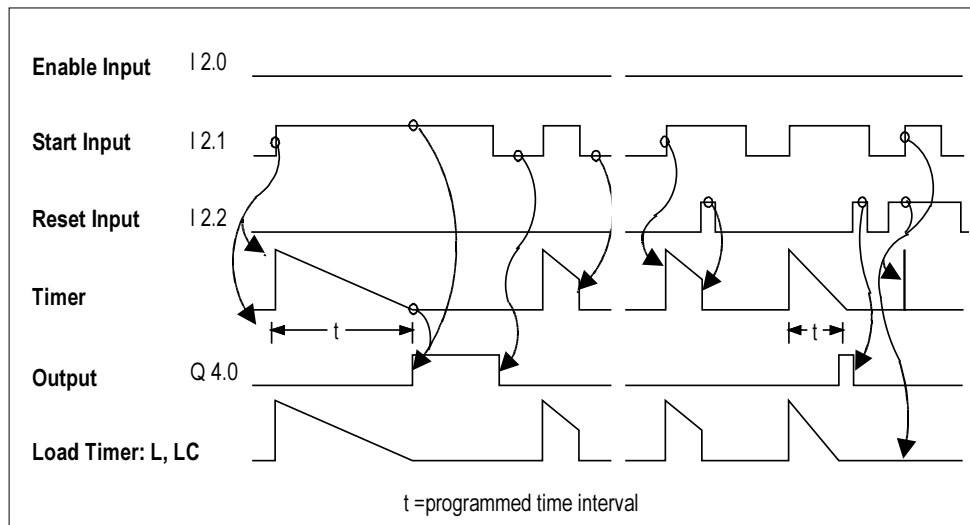 Enable Input I 2.0
Start Input I 2.1
Reset Input I 2.2
Timer
t t
Output Q 4.0
Load Timer: L, LC
t =programmed time interval